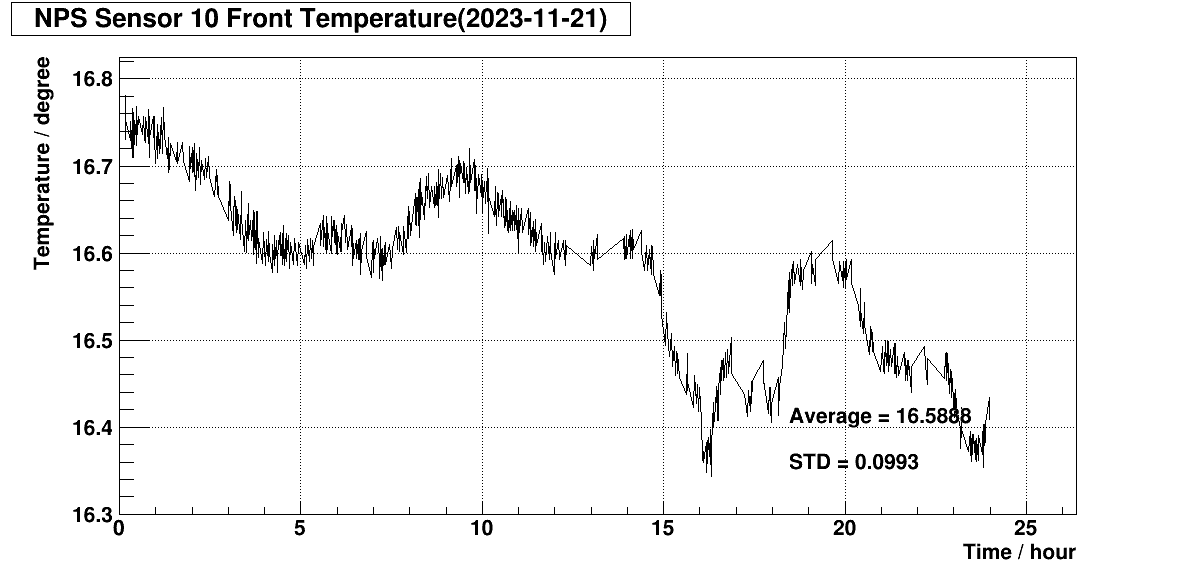 NPS Sensor 10 Front Temperature(2023-11-21)
Temperature / degree
16.8
16.7
16.6
16.5
16.4
16.3
Average = 16.5888
STD = 0.0993
0 5 10 15 20 25
Time / hour